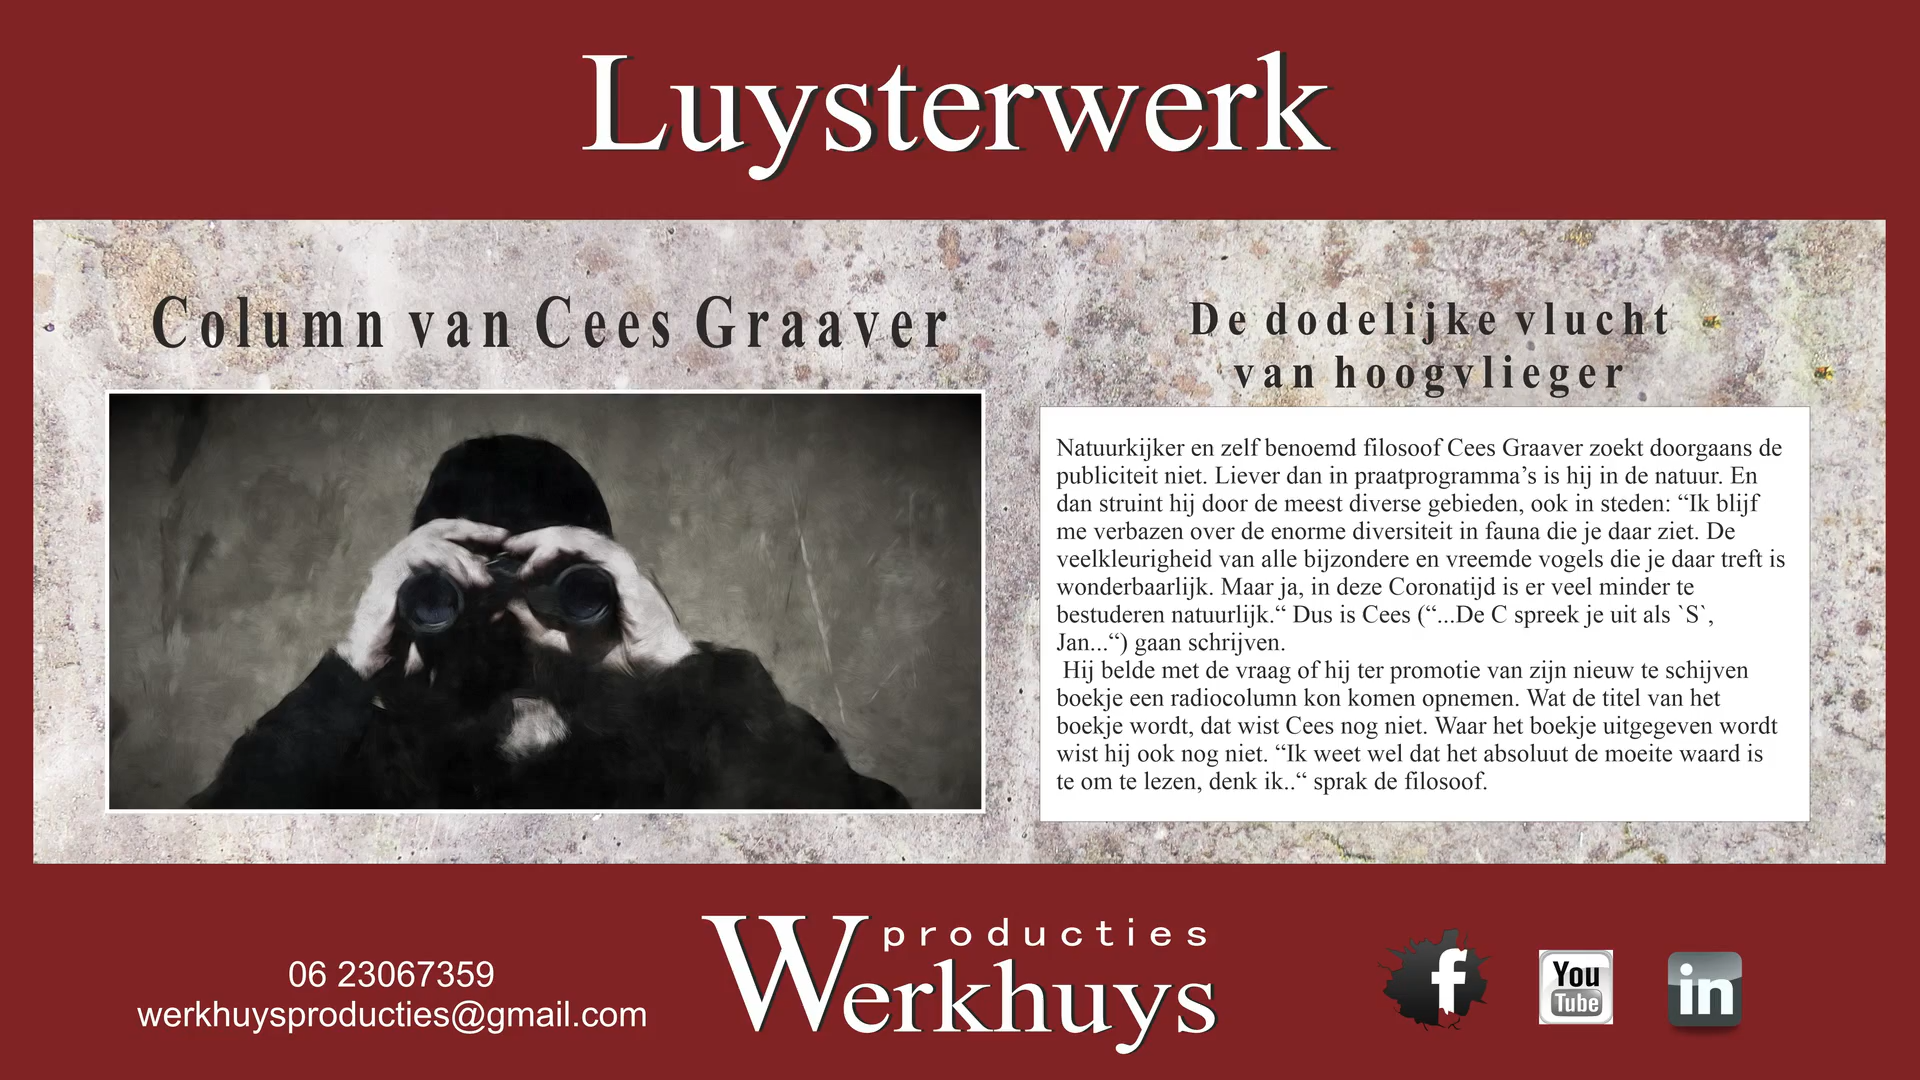 Luysterwerk
Column van Cees Graaver
De dodelijke vlucht
van hoogvlieger
Natuurkijker en zelf benoemd filosoof Cees Graaver zoekt doorgaans de
publiciteit niet. Liever dan in praatprogramma’s is hij in de natuur. En
dan struint hij door de meest diverse gebieden, ook in steden: “Ik blijf
me verbazen over de enorme diversiteit in fauna die je daar ziet. De
veelkleurigheid van alle bijzondere en vreemde vogels die je daar treft is
wonderbaarlijk. Maar ja, in deze Coronatijd is er veel minder te
bestuderen natuurlijk.“ Dus is Cees (“...De C spreek je uit als `S`,
Jan...“) gaan schrijven.
Hij belde met de vraag of hij ter promotie van zijn nieuw te schijven
boekje een radiocolumn kon komen opnemen. Wat de titel van het
boekje wordt, dat wist Cees nog niet. Waar het boekje uitgegeven wordt
wist hij ook nog niet. “Ik weet wel dat het absoluut de moeite waard is
te om te lezen, denk ik..“ sprak de filosoof.
06 23067359
werkhuysproducties@gmail.com
producties
Werkhuys
f
You
Tube
in